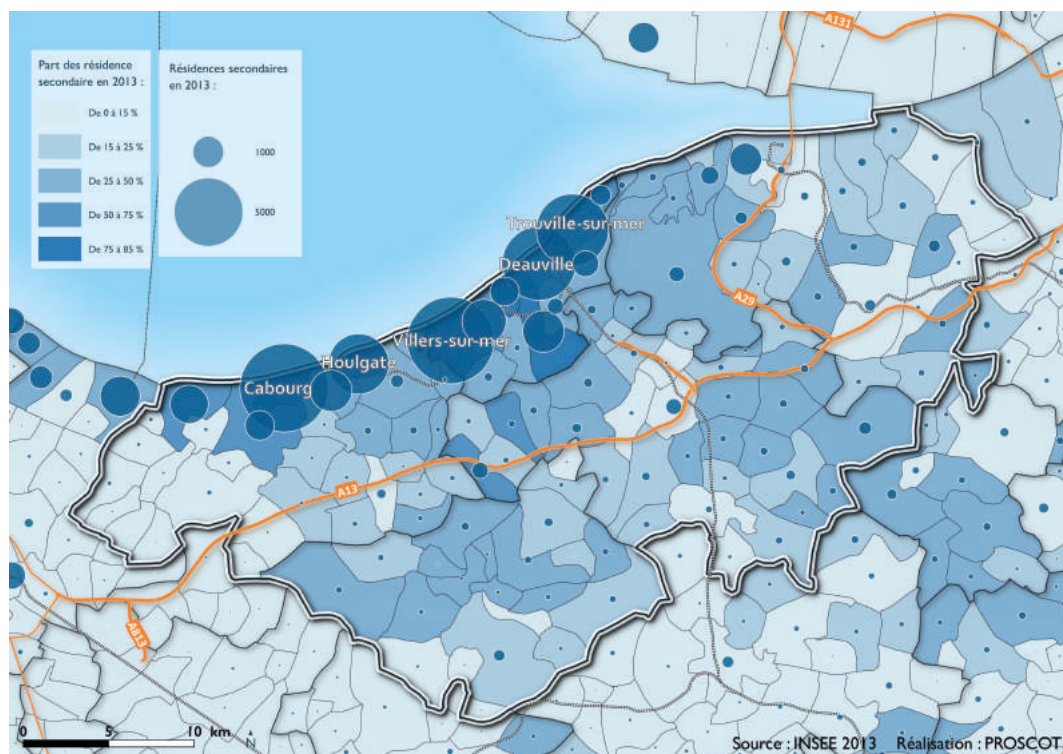 Part des résidence
secondaire en 2013 :
De 0 à 15 %
De 15 à 25 %
De 25 à 50 %
De 50 à 75 %
De 75 à 85 %
Résidences secondaires
en 2013 :
1000
5000
A131
Trouville-sur-mer
Deauville
A29
Villers-sur-mer
Houlgate
Cabourg
A13
A813
0 5 10 km
N
Source : INSEE 2013 Réalisation : PROSCOT